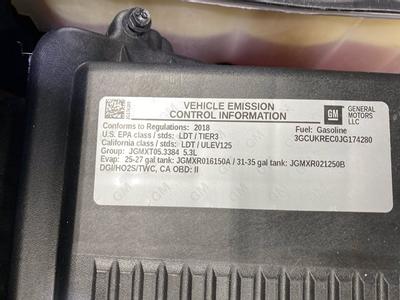 VEHICLE EMISSION
CONTROL INFORMATION
GM
GENERAL
MOTORS
LLC
Conforms to Regulations: 2018
Fuel: Gasoline
U.S. EPA class / stds: LDT / TIER3
3GCUKREC0JG174280
California class / stds: LDT / ULEV125
Group: JGMXT05.3384 5.3L
Evap: 25-27 gal tank: JGMXR016150A / 31-35 gal tank: JGMXR021250B
DGI/HO2S/TWC, CA OBD: II